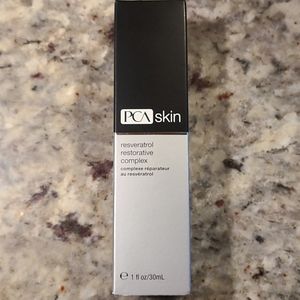 PCA skin
resveratrol
restorative
complex
complexe réparateur
au resvératrol
℮ 1 fl oz/30mL